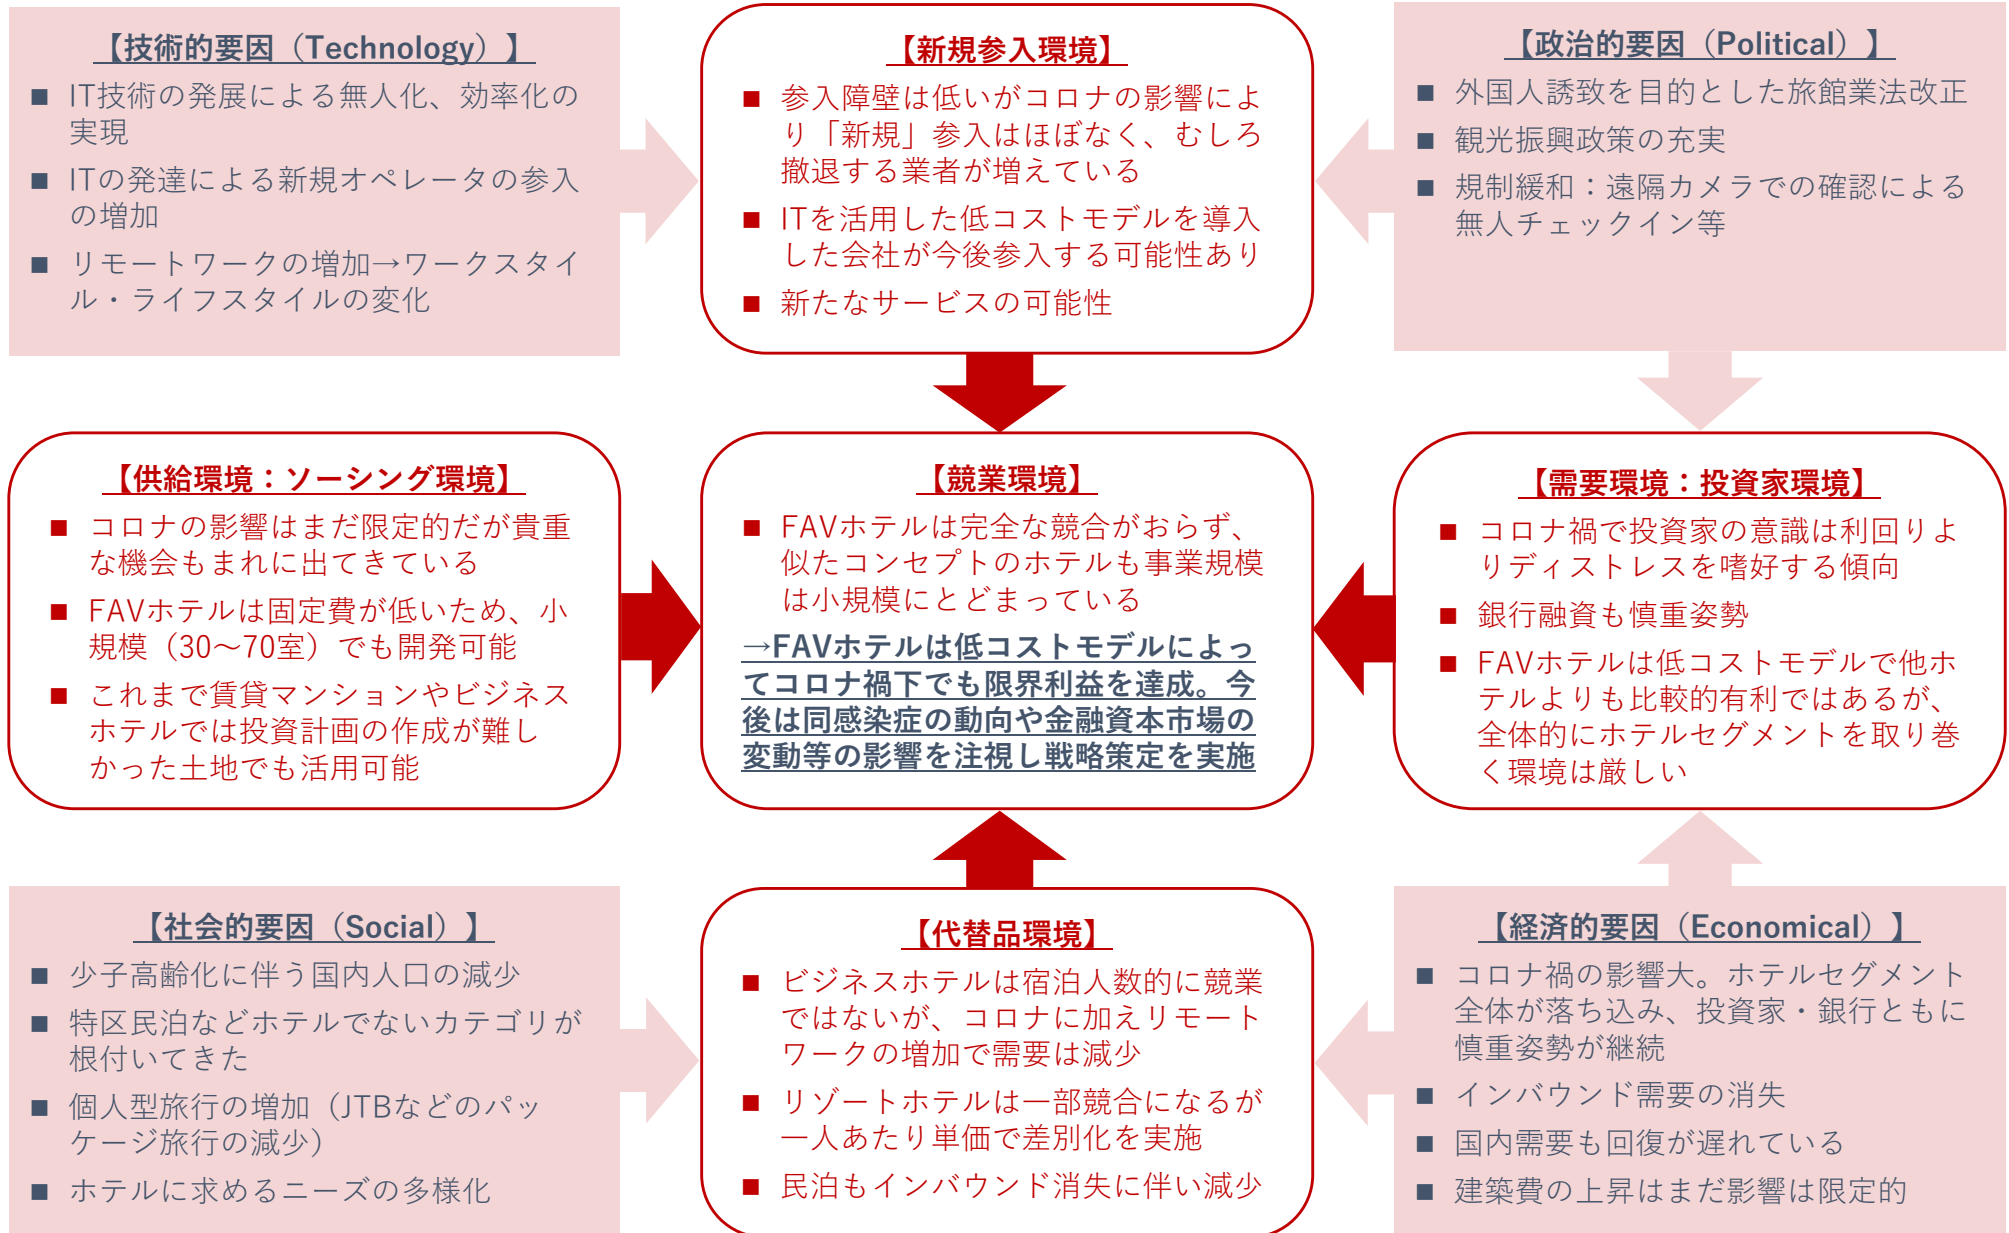 【技術的要因（Technology）】
■ IT技術の発展による無人化、効率化の
実現
■ ITの発達による新規オペレータの参入
の増加
■ リモートワークの増加→ワークスタイ
ル・ライフスタイルの変化
【新規参入環境】
■ 参入障壁は低いがコロナの影響によ
り「新規」参入はほぼなく、むしろ
撤退する業者が増えている
■ ITを活用した低コストモデルを導入
した会社が今後参入する可能性あり
■ 新たなサービスの可能性
【政治的要因（Political）】
■ 外国人誘致を目的とした旅館業法改正
■ 観光振興政策の充実
■ 規制緩和：遠隔カメラでの確認による
無人チェックイン等
【供給環境：ソーシング環境】
■ コロナの影響はまだ限定的だが貴重
な機会もまれに出てきている
■ FAVホテルは固定費が低いため、小
規模（30～70室）でも開発可能
■ これまで賃貸マンションやビジネス
ホテルでは投資計画の作成が難し
かった土地でも活用可能
【競業環境】
■ FAVホテルは完全な競合がおらず、
似たコンセプトのホテルも事業規模
は小規模にとどまっている
→FAVホテルは低コストモデルによっ
てコロナ禍下でも限界利益を達成。今
後は同感染症の動向や金融資本市場の
変動等の影響を注視し戦略策定を実施
【需要環境：投資家環境】
■ コロナ禍で投資家の意識は利回りよ
りディストレスを嗜好する傾向
■ 銀行融資も慎重姿勢
■ FAVホテルは低コストモデルで他ホ
テルよりも比較的有利ではあるが、
全体的にホテルセグメントを取り巻
く環境は厳しい
【社会的要因（Social）】
■ 少子高齢化に伴う国内人口の減少
■ 特区民泊などホテルでないカテゴリが
根付いてきた
■ 個人型旅行の増加（JTBなどのパッ
ケージ旅行の減少）
■ ホテルに求めるニーズの多様化
【代替品環境】
■ ビジネスホテルは宿泊人数的に競業
ではないが、コロナに加えリモート
ワークの増加で需要は減少
■ リゾートホテルは一部競合になるが
一人あたり単価で差別化を実施
■ 民泊もインバウンド消失に伴い減少
【経済的要因（Economical）】
■ コロナ禍の影響大。ホテルセグメント
全体が落ち込み、投資家・銀行ともに
慎重姿勢が継続
■ インバウンド需要の消失
■ 国内需要も回復が遅れている
■ 建築費の上昇はまだ影響は限定的